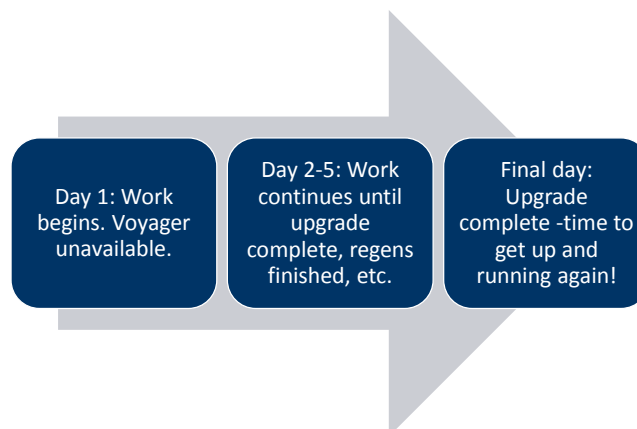 Day 1: Work
begins. Voyager
unavailable.
Day 2-5: Work
continues until
upgrade
complete, regens
finished, etc.
Final day:
Upgrade
complete -time to
get up and
running again!